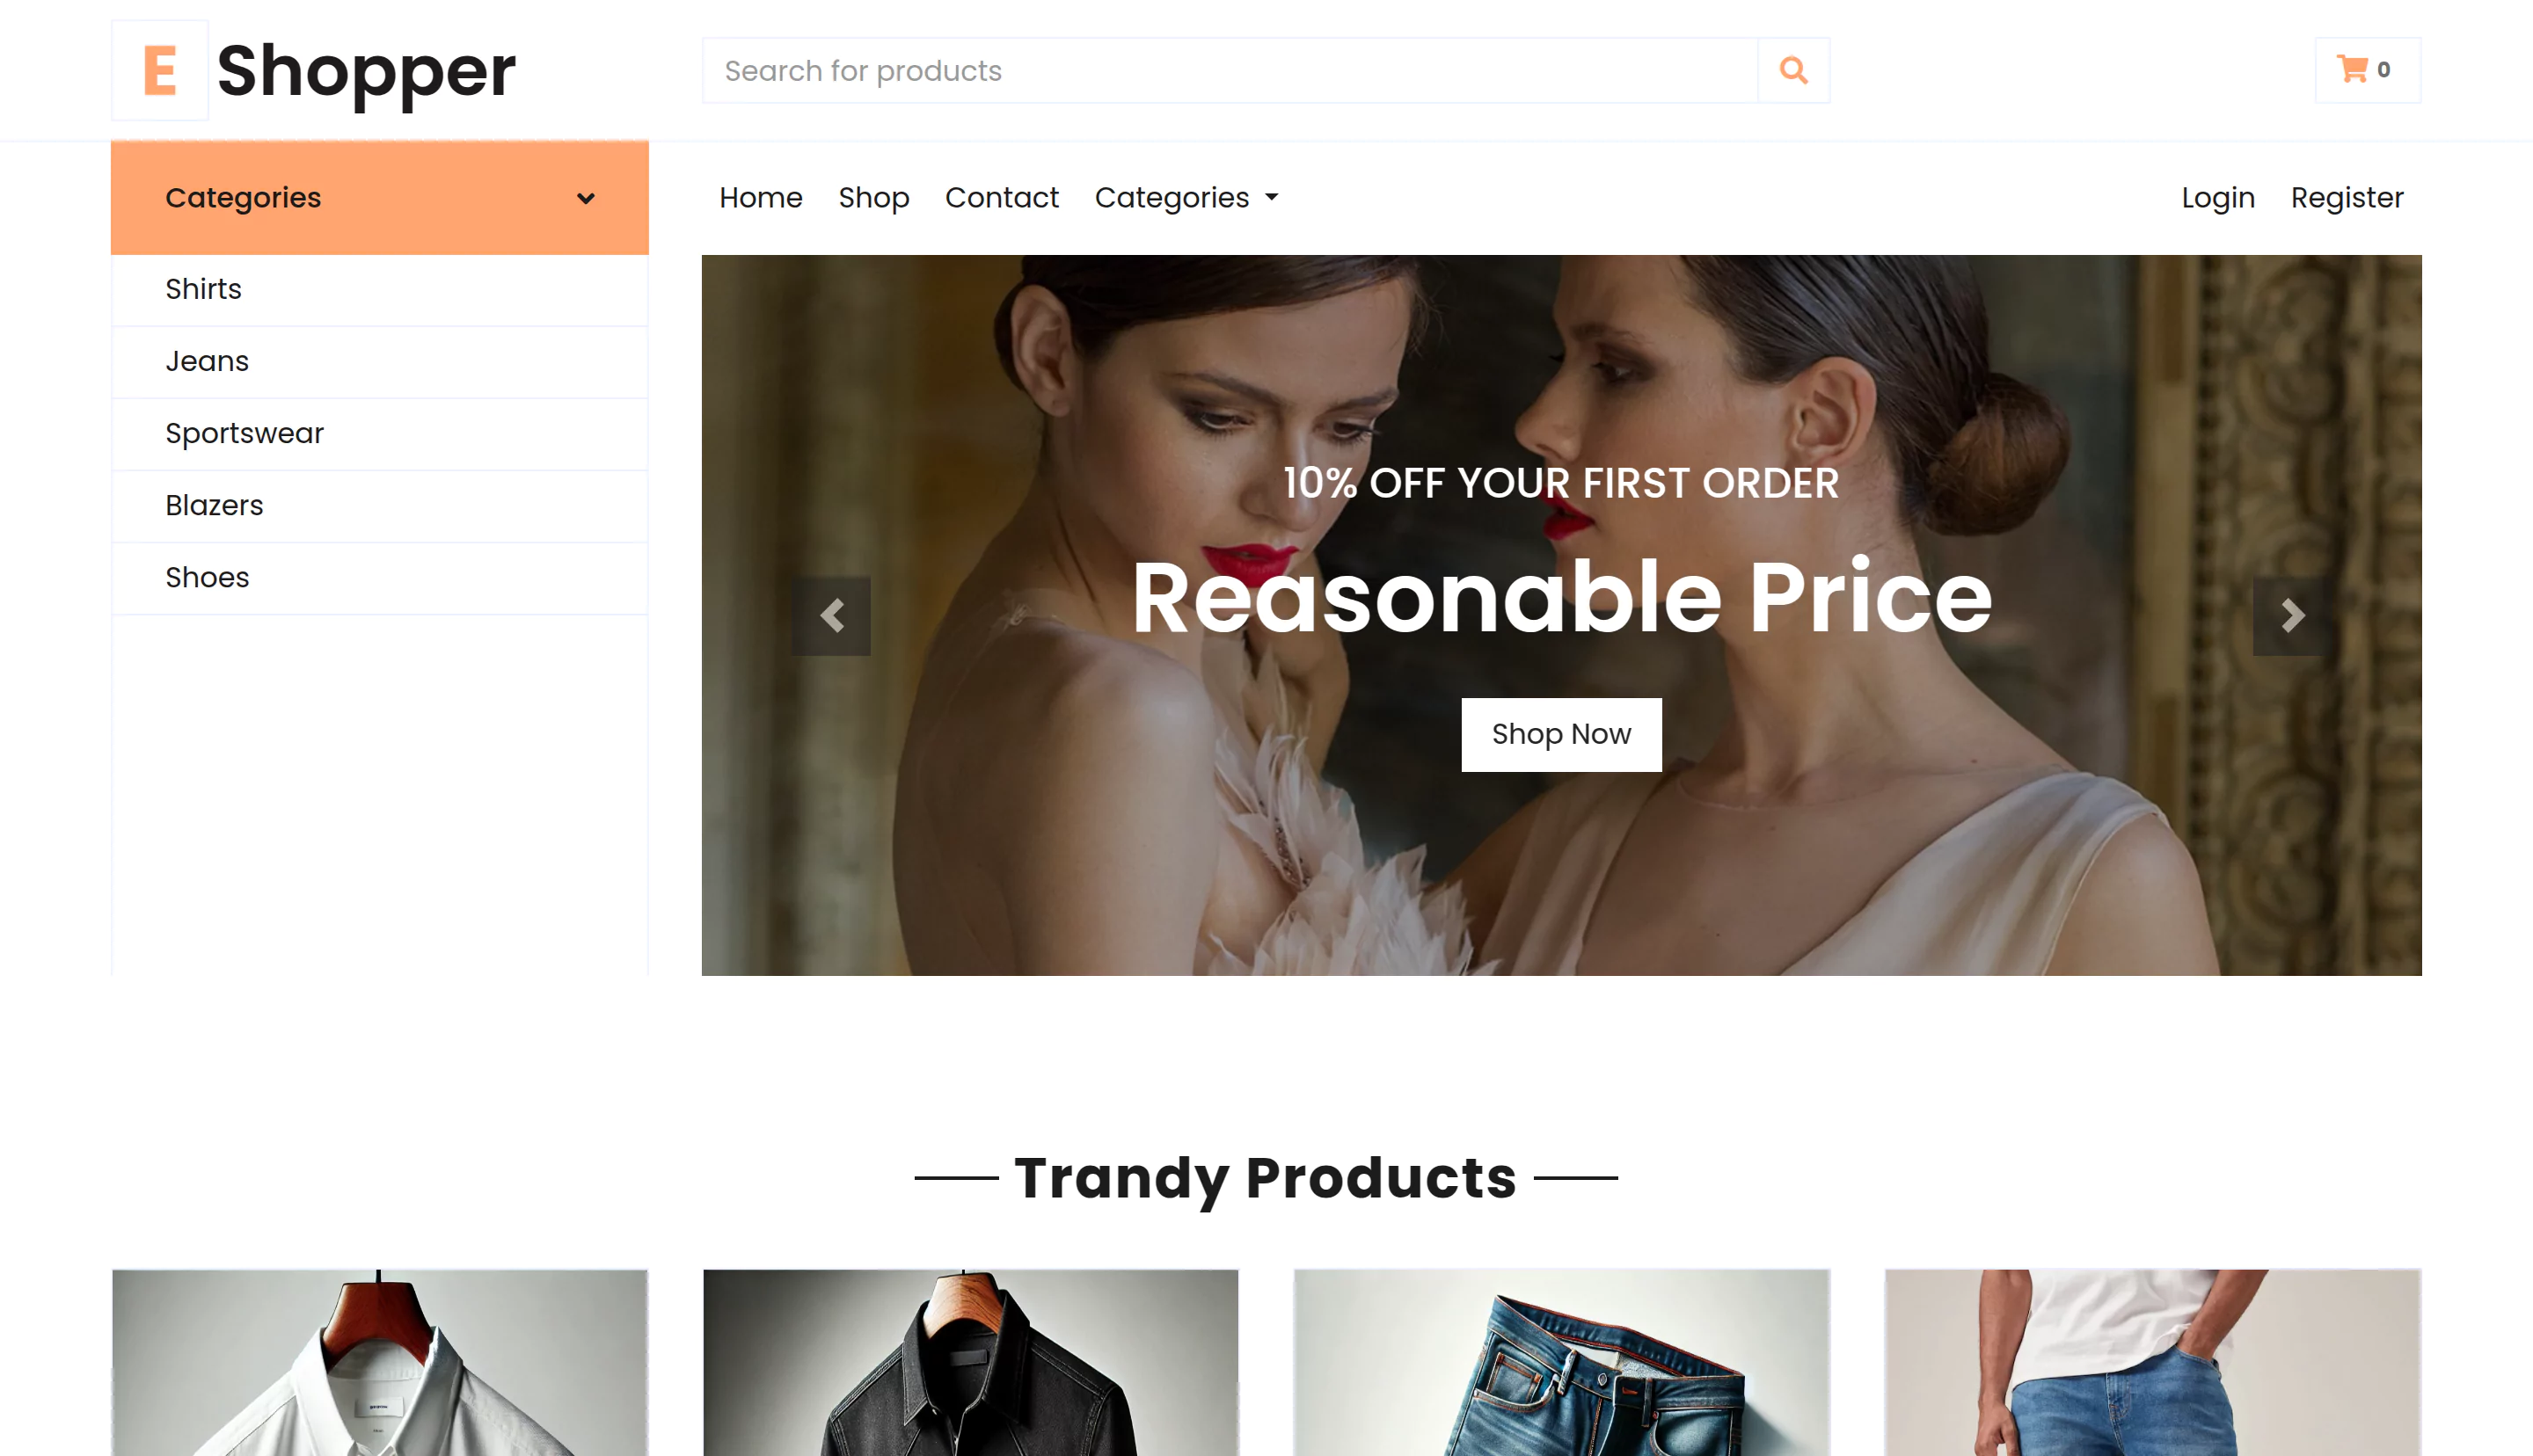 E Shopper
Search for products
0
Categories
Home Shop Contact Categories
Login Register
Shirts
Jeans
Sportswear
Blazers
Shoes
10% OFF YOUR FIRST ORDER
Reasonable Price
Shop Now
Trandy Products